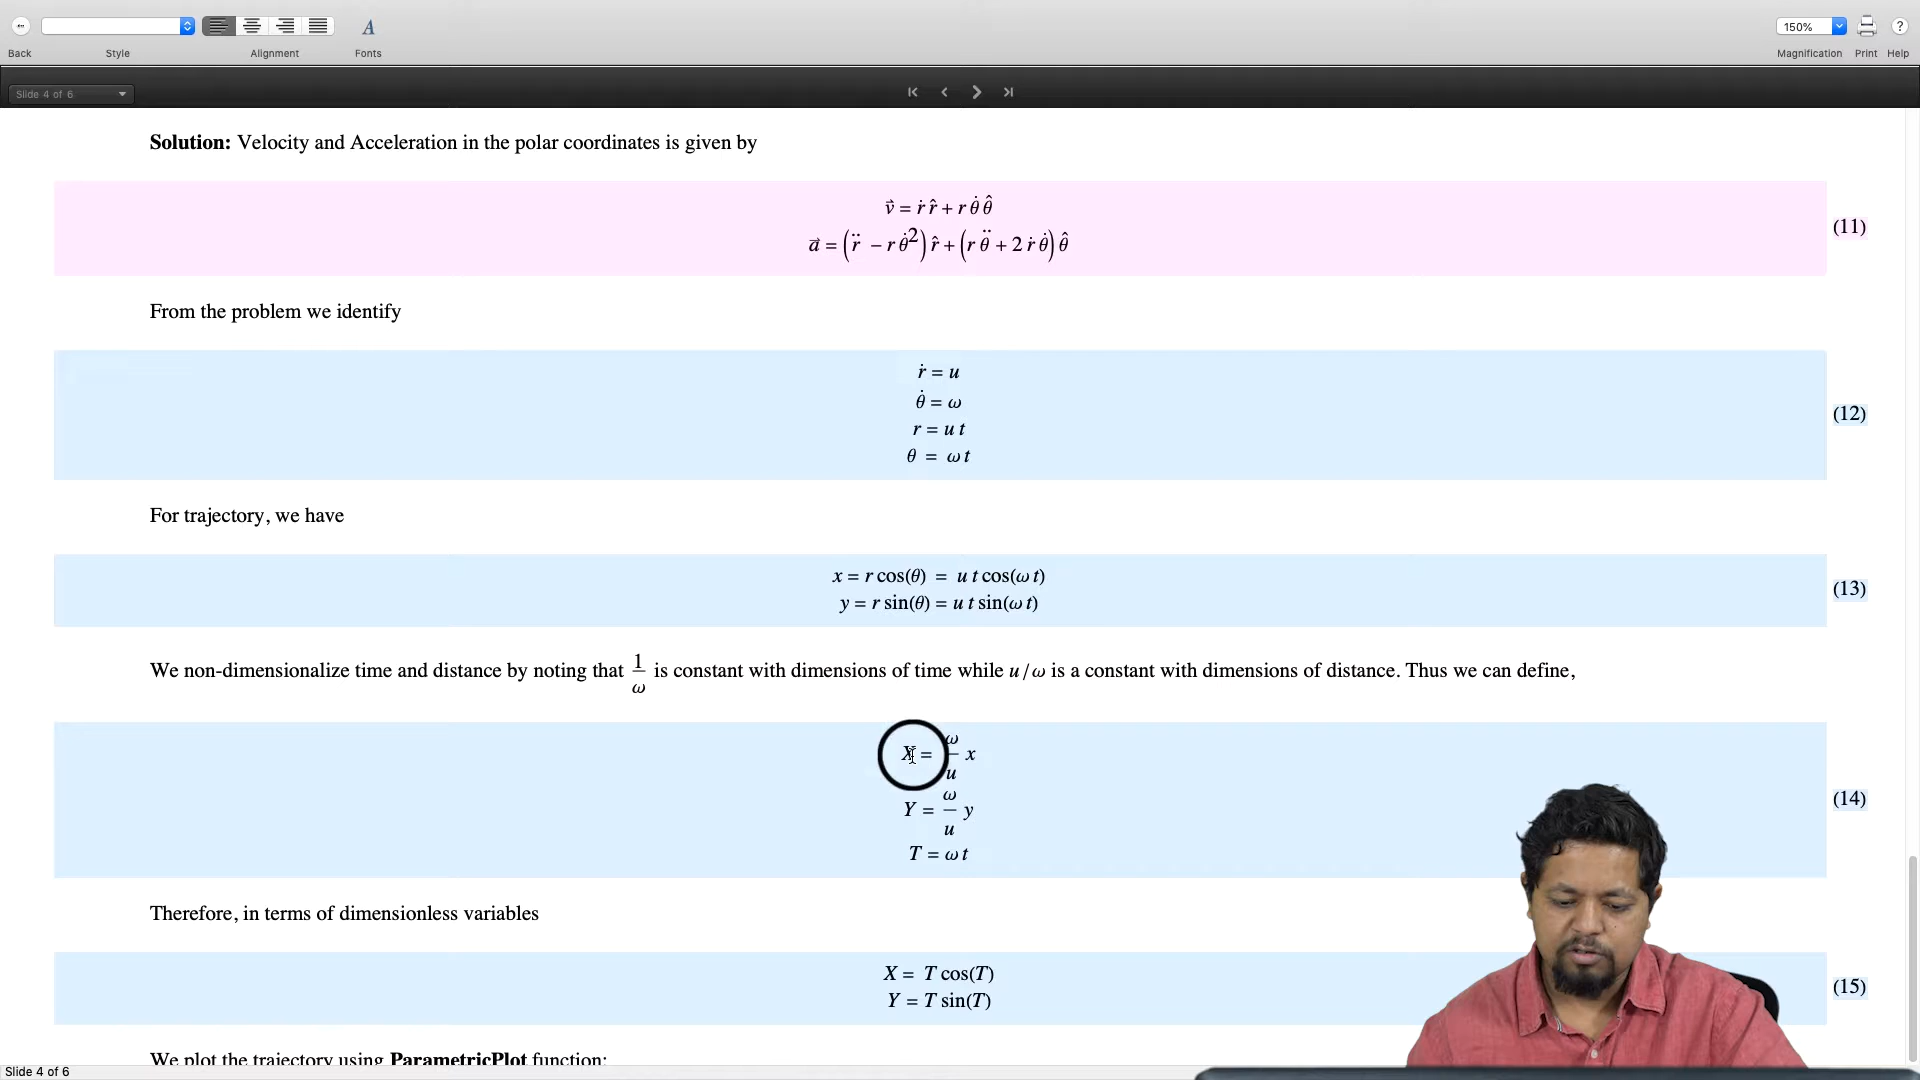 150%
Back Style Alignment Fonts Magnification Print Help
Slide 4 of 6
Solution: Velocity and Acceleration in the polar coordinates is given by
v⃗ = ṙ r̂ + r θ̇ θ̂
a⃗ = (r̈ − r θ̇²) r̂ + (r θ̈ + 2 ṙ θ̇) θ̂
(11)
From the problem we identify
ṙ = u
θ̇ = ω
r = u t
θ = ω t
(12)
For trajectory, we have
x = r cos(θ) = u t cos(ω t)
y = r sin(θ) = u t sin(ω t)
(13)
We non-dimensionalize time and distance by noting that 1/ω is constant with dimensions of time while u/ω is a constant with dimensions of distance. Thus we can define,
X = ω/u x
Y = ω/u y
T = ω t
(14)
Therefore, in terms of dimensionless variables
X = T cos(T)
Y = T sin(T)
(15)
We plot the trajectory using ParametricPlot function:
Slide 4 of 6